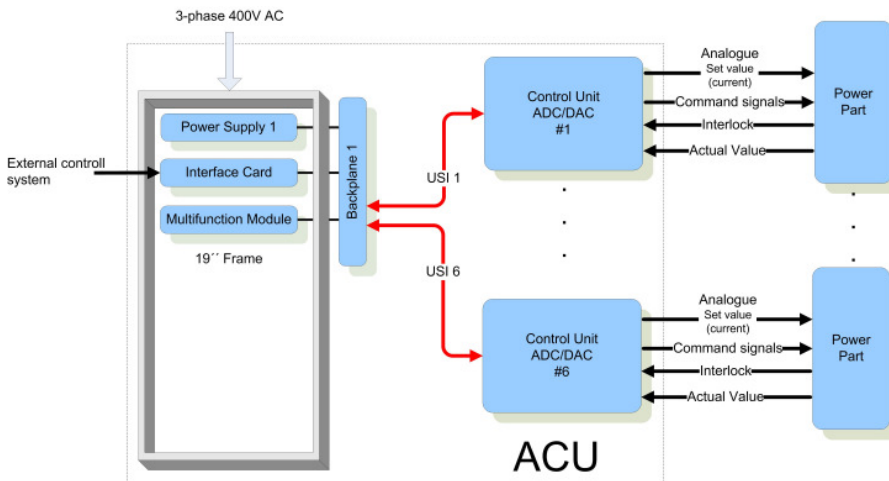 3-phase 400V AC
External controll
system
Power Supply 1
Interface Card
Multifunction Module
19´´ Frame
Backplane 1
USI 1
USI 6
Control Unit
ADC/DAC
#1
Analogue
Set value
(current)
Command signals
Interlock
Actual Value
Power
Part
Control Unit
ADC/DAC
#6
Analogue
Set value
(current)
Command signals
Interlock
Actual Value
Power
Part
ACU